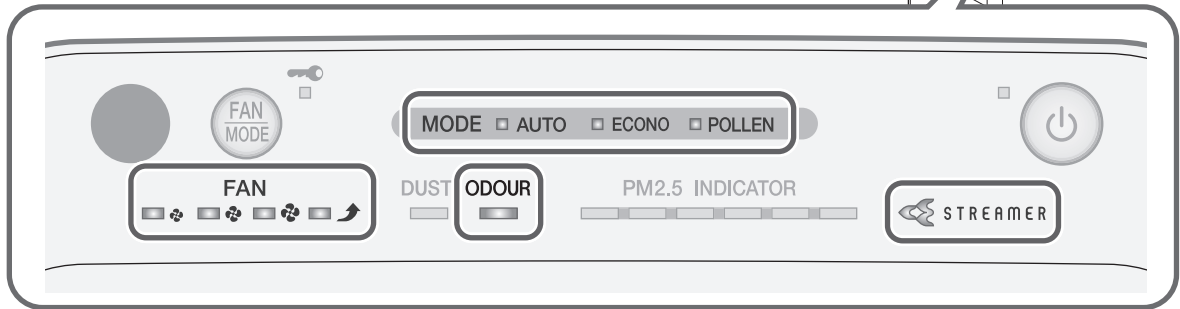 FAN
MODE
MODE AUTO ECONO POLLEN
FAN
DUST
ODOUR
PM2.5 INDICATOR
STREAMER